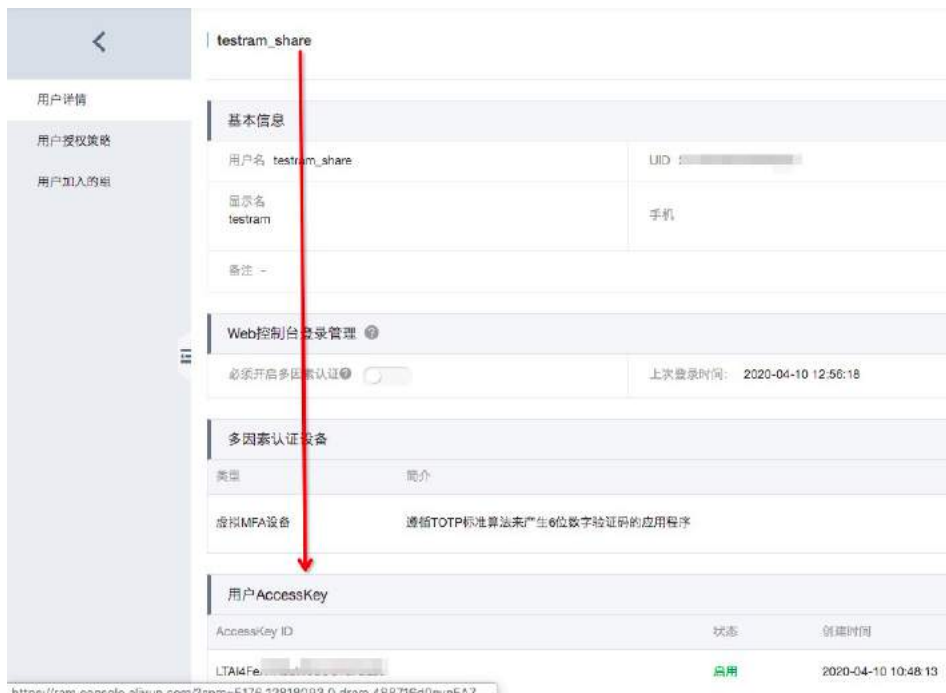 testram_share
用户详情
用户授权策略
用户加入的组
基本信息
用户名 testram_share UID
显示名
testram
手机
备注 -
Web控制台登录管理
必须开启多因素认证 上次登录时间: 2020-04-10 12:56:18
多因素认证设备
类型 简介
虚拟MFA设备 遵循TOTP标准算法来产生6位数字验证码的应用程序
用户AccessKey
AccessKey ID 状态 创建时间
LTAI4Fe 启用 2020-04-10 10:48:13